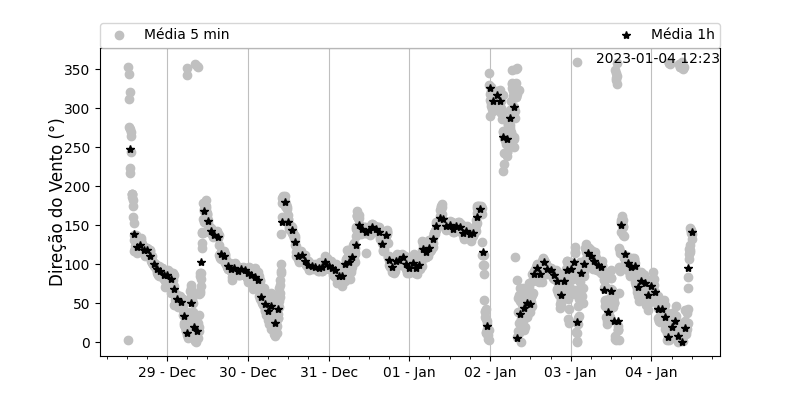 Média 5 min
Média 1h
2023-01-04 12:23
Direção do Vento (°)
350
300
250
200
150
100
50
0
29 - Dec
30 - Dec
31 - Dec
01 - Jan
02 - Jan
03 - Jan
04 - Jan